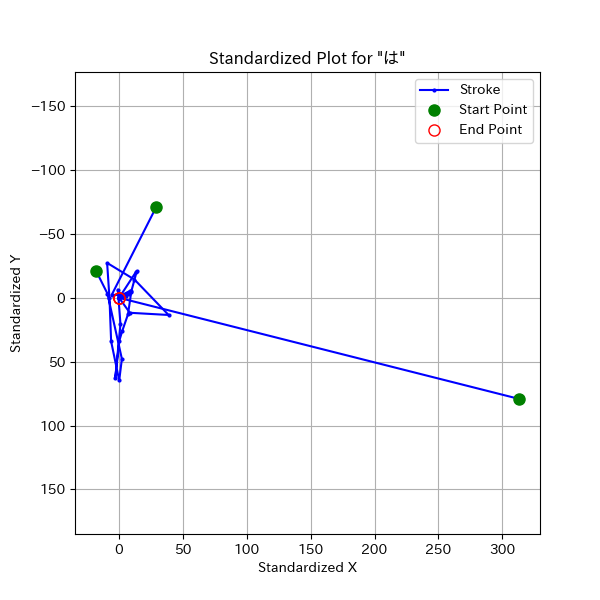 Standardized Plot for "は"
Stroke
Start Point
End Point
−150
−100
−50
0
50
100
150
Standardized Y
0
50
100
150
200
250
300
Standardized X